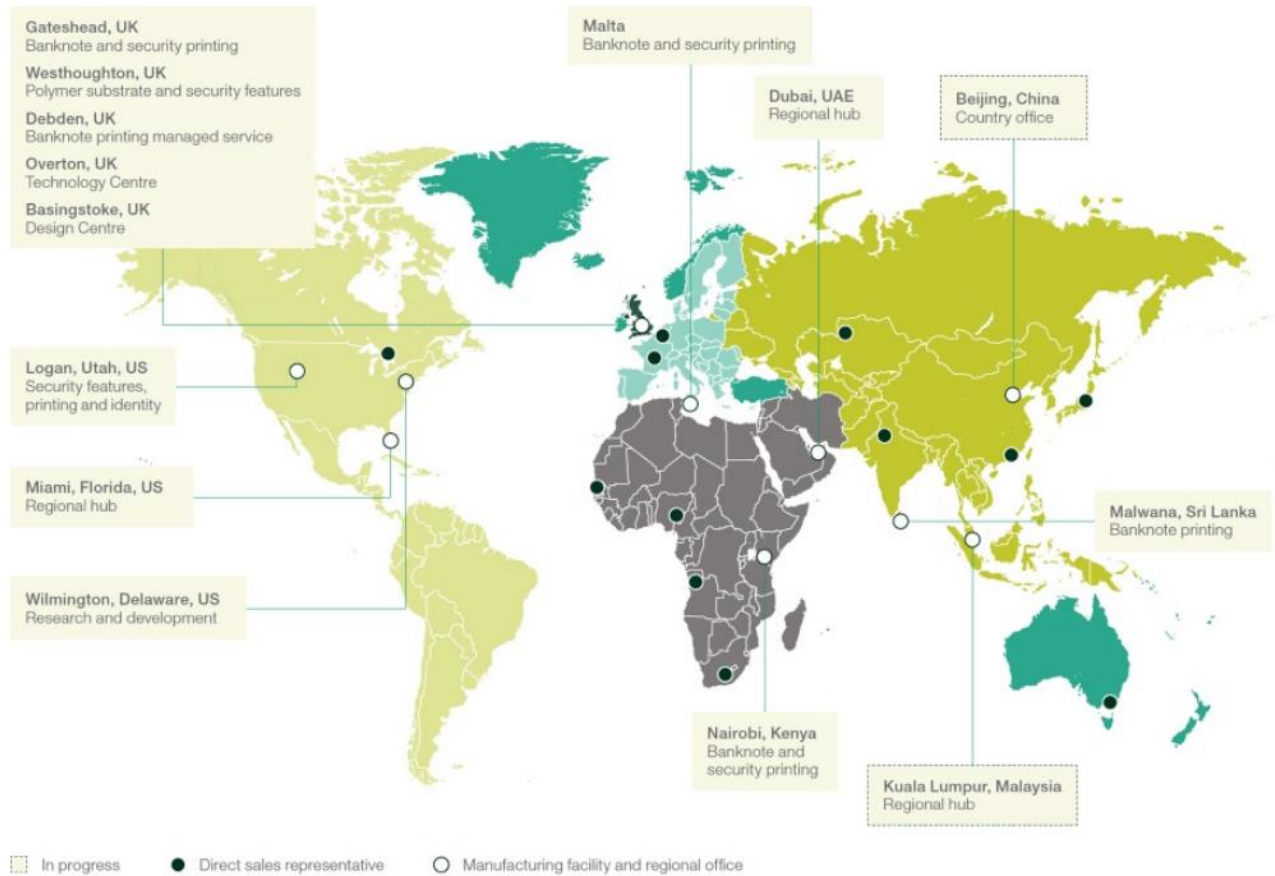 Gateshead, UK
Banknote and security printing
Westhoughton, UK
Polymer substrate and security features
Debden, UK
Banknote printing managed service
Overton, UK
Technology Centre
Basingstoke, UK
Design Centre
Malta
Banknote and security printing
Dubai, UAE
Regional hub
Beijing, China
Country office
Logan, Utah, US
Security features,
printing and identity
Miami, Florida, US
Regional hub
Wilmington, Delaware, US
Research and development
Malwana, Sri Lanka
Banknote printing
Nairobi, Kenya
Banknote and
security printing
Kuala Lumpur, Malaysia
Regional hub
In progress
Direct sales representative
Manufacturing facility and regional office